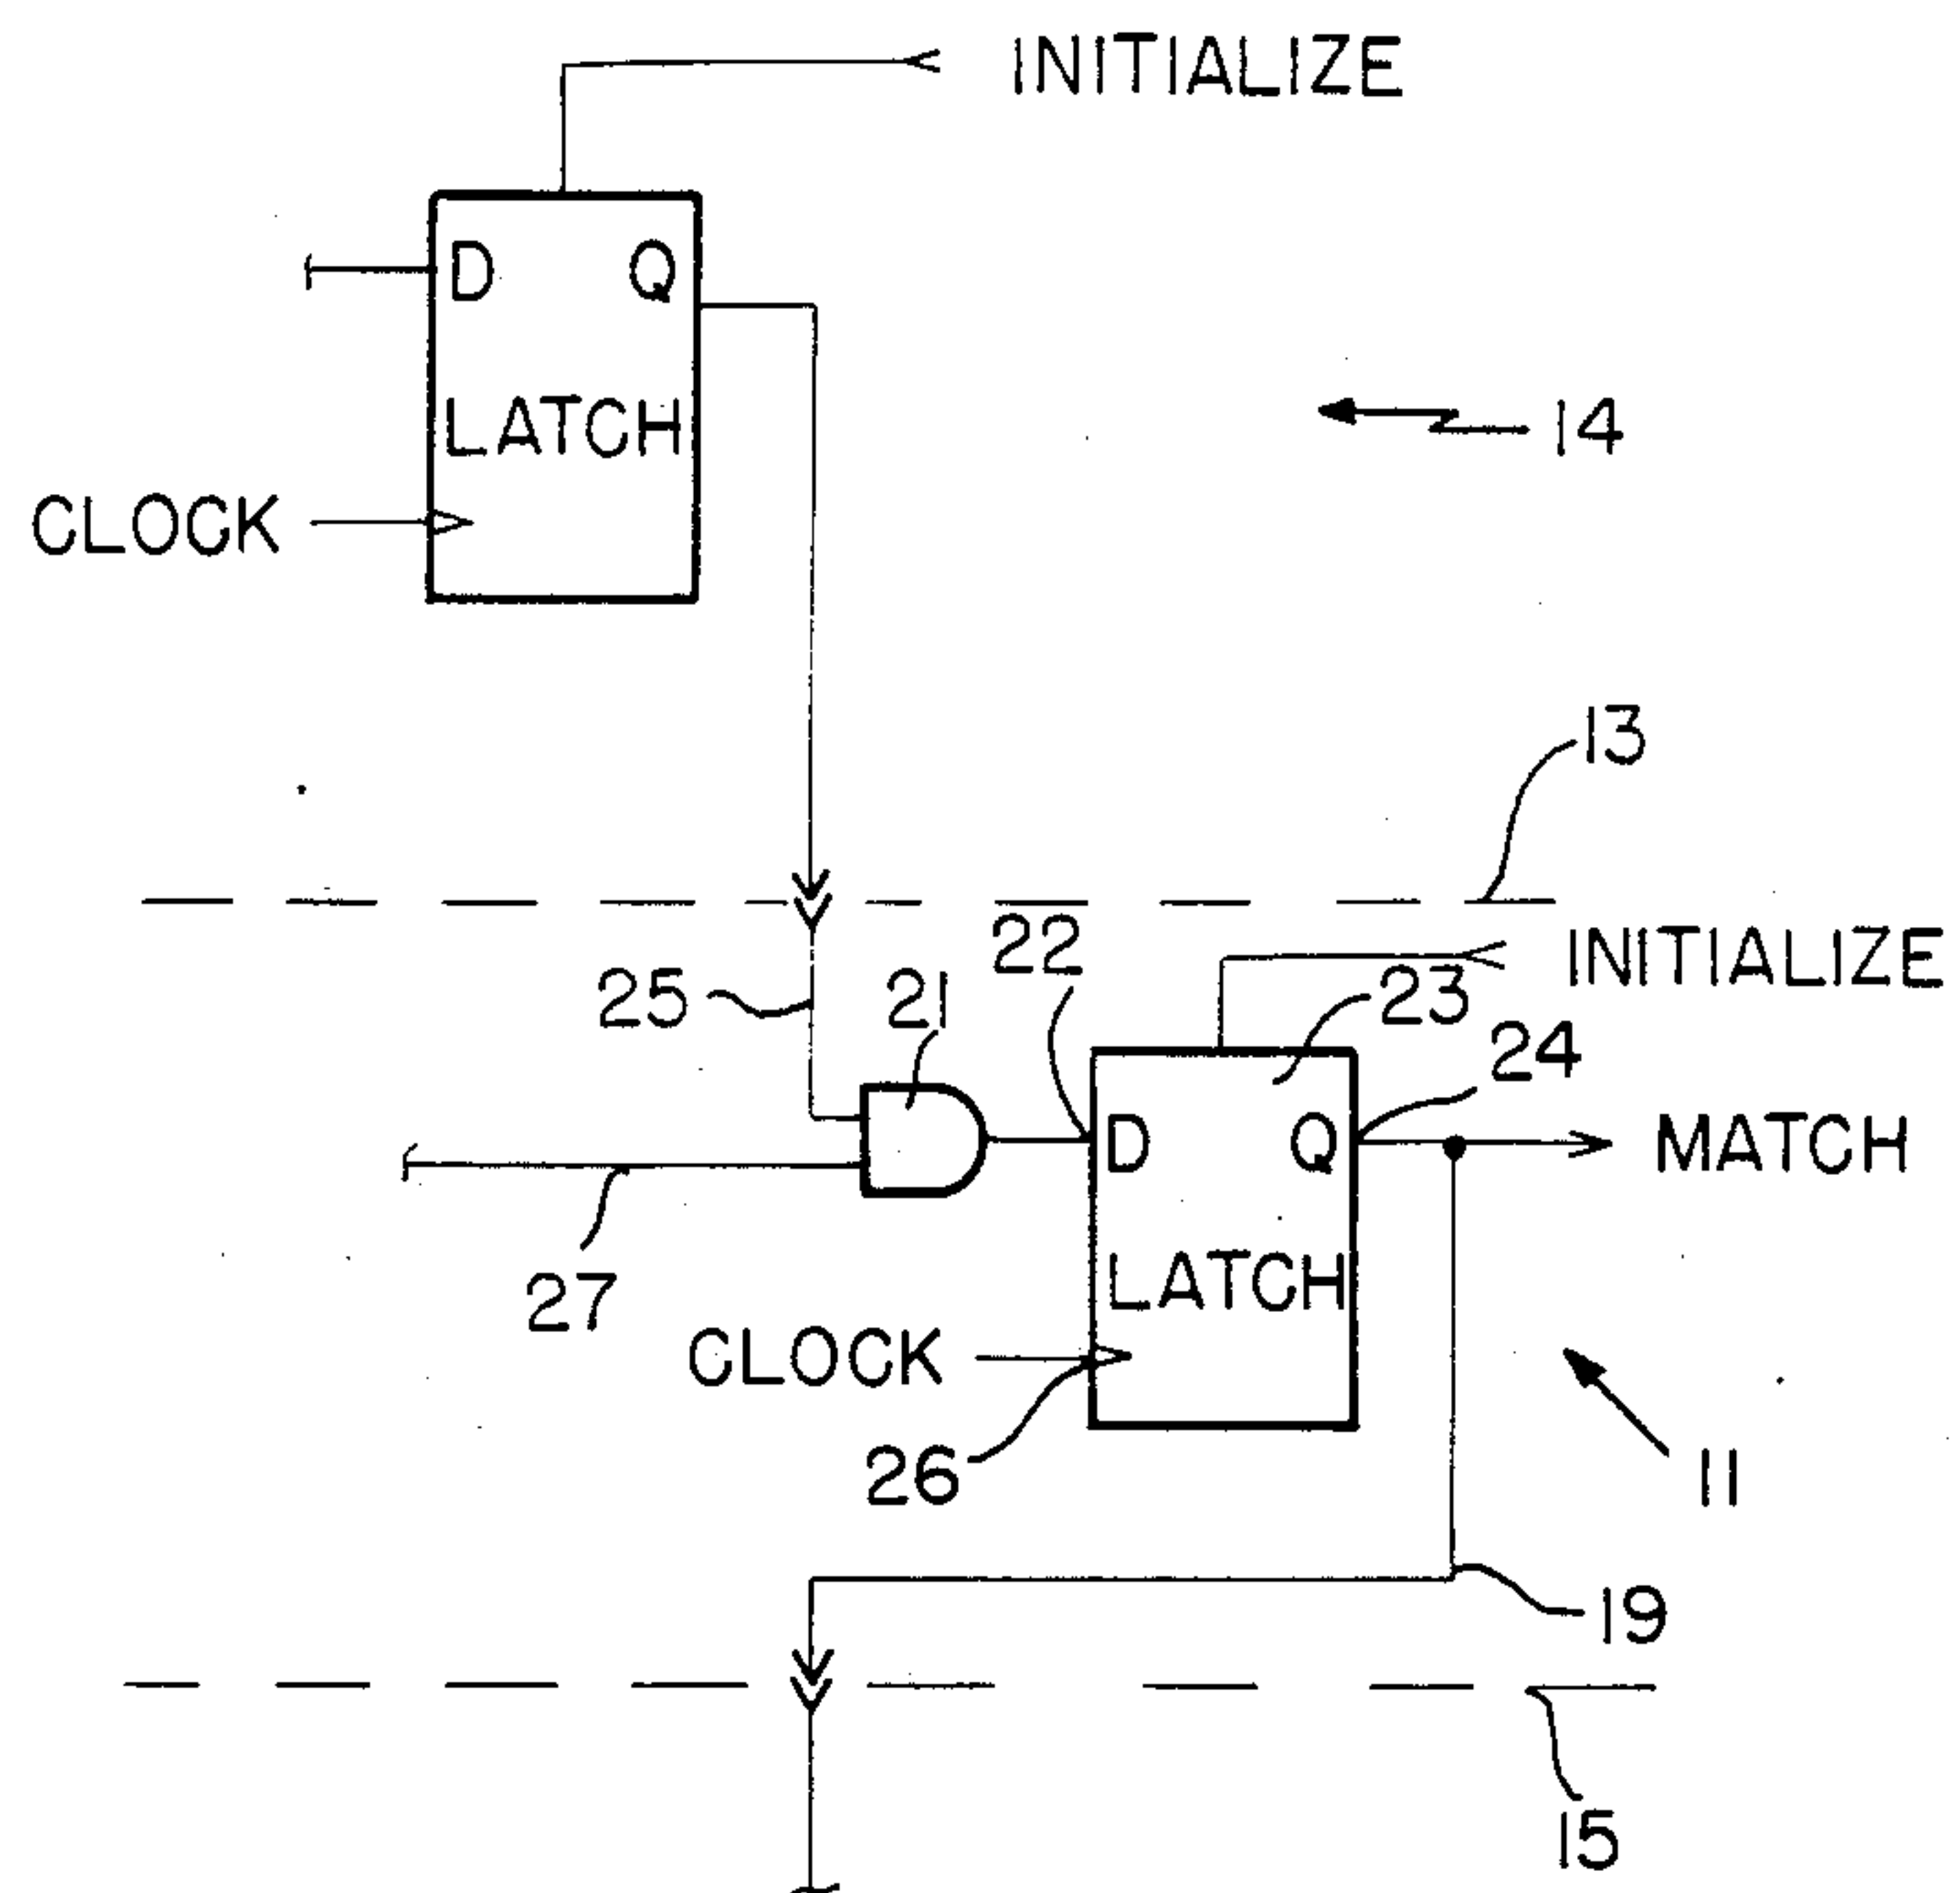 INITIALIZE
D Q
LATCH
14
CLOCK
13
22
INITIALIZE
25
21
23
24
D Q
MATCH
27
LATCH
CLOCK
26
11
19
15